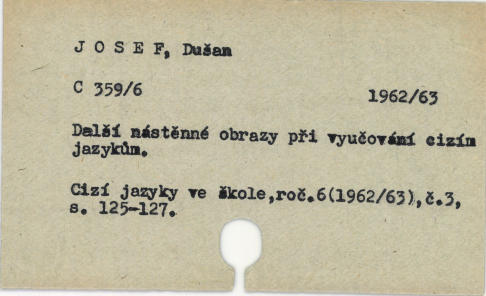 J O S E F, Dušan
C 359/6 1962/63
Další nástěnné obrazy při vyučování cizím
jazykům.
Cizí jazyky ve škole,roč.6(1962/63),č.3,
s. 125-127.